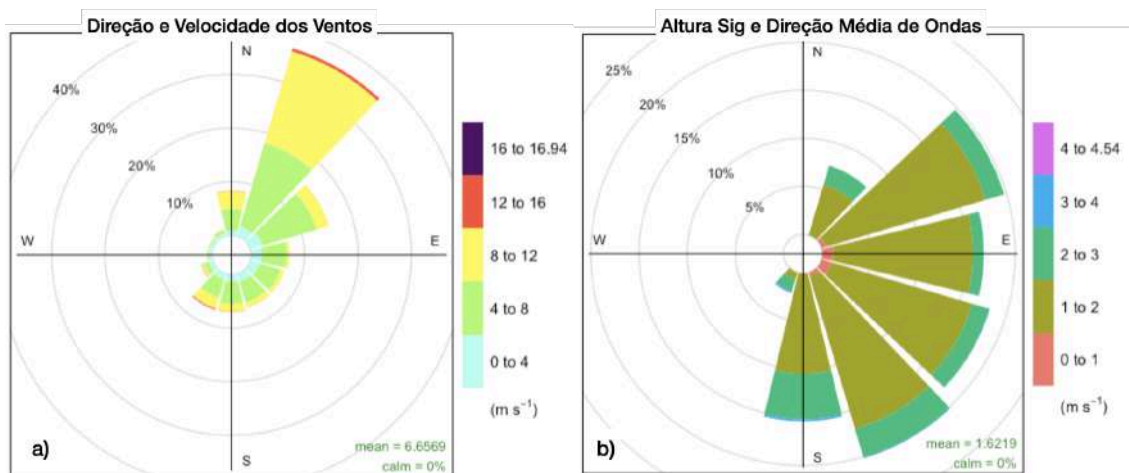 Direção e Velocidade dos Ventos
N
40%
30%
20%
10%
W
E
S
16 to 16.94
12 to 16
8 to 12
4 to 8
0 to 4
(m s⁻¹)
mean = 6.6569
calm = 0%
a)
Altura Sig e Direção Média de Ondas
N
25%
20%
15%
10%
5%
W
E
S
4 to 4.54
3 to 4
2 to 3
1 to 2
0 to 1
(m s⁻¹)
mean = 1.6219
calm = 0%
b)